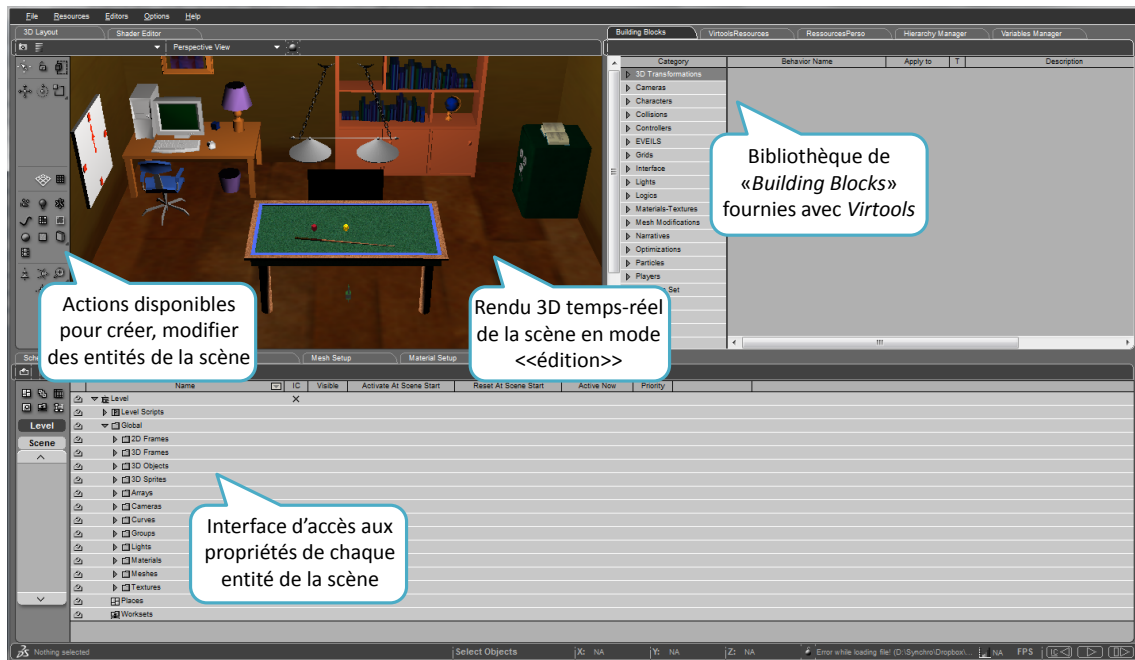 File Resources Editors Options Help
3D Layout Shader Editor
Building Blocks VirtoolsResources RessourcesPerso Hierarchy Manager Variables Manager
Perspective View
Category Behavior Name Apply to T Description
3D Transformations
Cameras
Characters
Collisions
Controllers
EVEILS
Grids
Interface
Lights
Logics
Materials-Textures
Mesh Modifications
Narratives
Optimizations
Particles
Players
Set
Bibliothèque de
«Building Blocks»
fournies avec Virtools
Actions disponibles
pour créer, modifier
des entités de la scène
Rendu 3D temps-réel
de la scène en mode
<<édition>>
Mesh Setup Material Setup
Name IC Visible Activate At Scene Start Reset At Scene Start Active Now Priority
Level
Scene
Level X
Level Scripts
Global
2D Frames
3D Frames
3D Objects
3D Sprites
Arrays
Cameras
Curves
Groups
Lights
Materials
Meshes
Textures
Places
Worksets
Interface d'accès aux
propriétés de chaque
entité de la scène
Nothing selected Select Objects X: NA Y: NA Z: NA Error while loading file! (D:\Synchro\Dropbox\... NA FPS IC